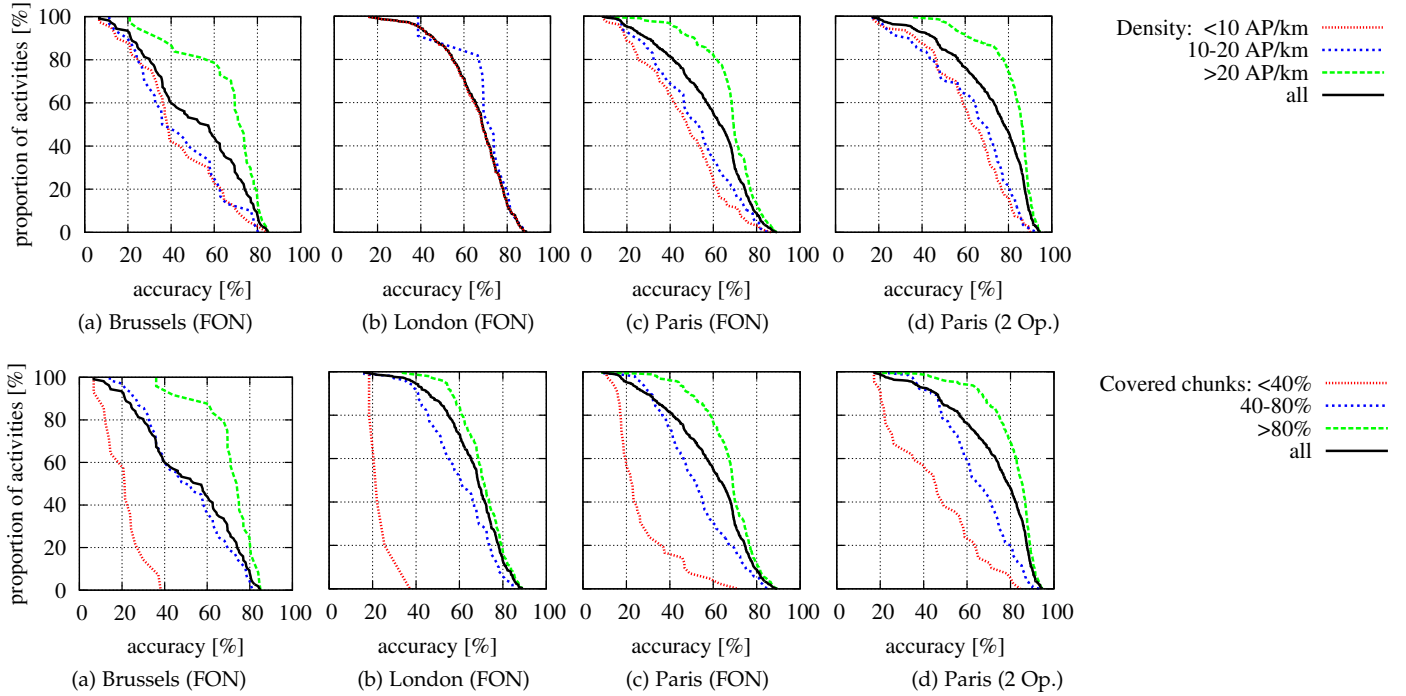 proportion of activities [%]
100
80
60
40
20
0
0 20 40 60 80 100
accuracy [%]
(a) Brussels (FON)
0 20 40 60 80 100
accuracy [%]
(b) London (FON)
0 20 40 60 80 100
accuracy [%]
(c) Paris (FON)
0 20 40 60 80 100
accuracy [%]
(d) Paris (2 Op.)
Density: <10 AP/km
10-20 AP/km
>20 AP/km
all
proportion of activities [%]
100
80
60
40
20
0
0 20 40 60 80 100
accuracy [%]
(a) Brussels (FON)
0 20 40 60 80 100
accuracy [%]
(b) London (FON)
0 20 40 60 80 100
accuracy [%]
(c) Paris (FON)
0 20 40 60 80 100
accuracy [%]
(d) Paris (2 Op.)
Covered chunks: <40%
40-80%
>80%
all